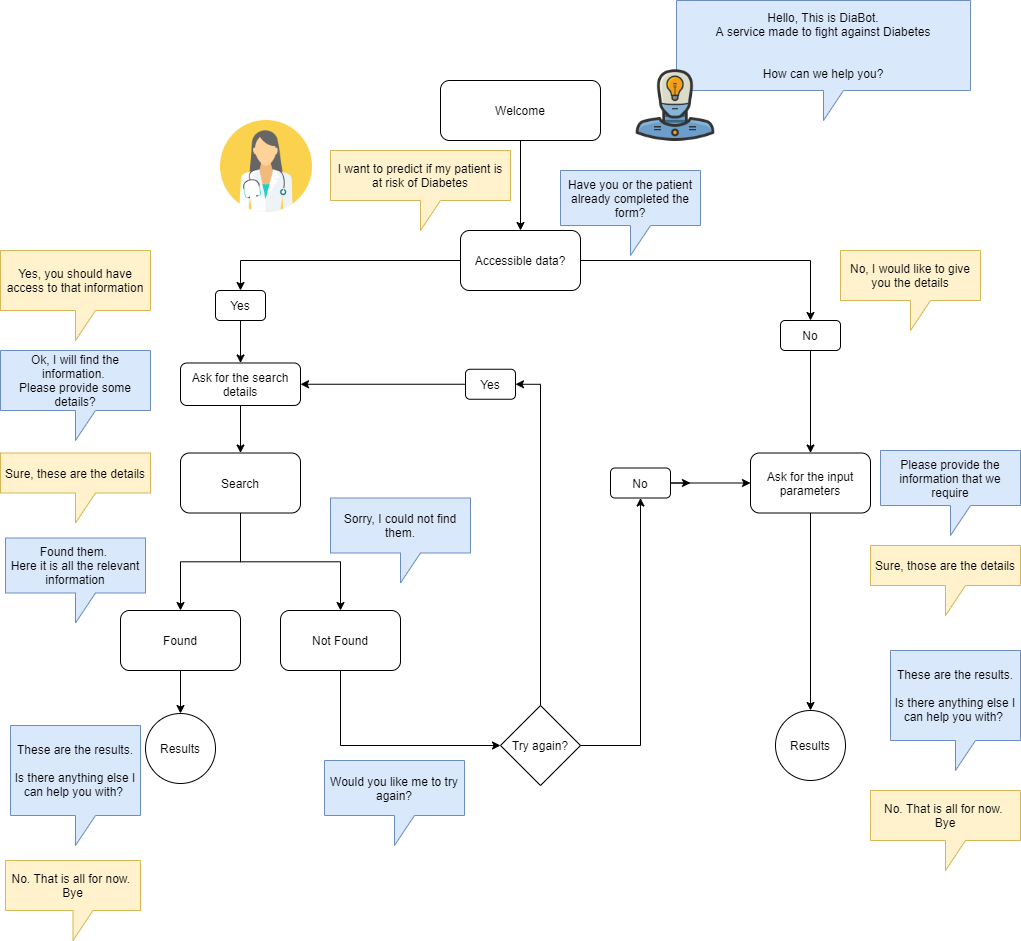 Hello, This is DiaBot.
A service made to fight against Diabetes
How can we help you?
Welcome
I want to predict if my patient is
at risk of Diabetes
Have you or the patient
already completed the
form?
Accessible data?
Yes, you should have
access to that information
No, I would like to give
you the details
Yes
No
Ok, I will find the
information.
Please provide some
details?
Ask for the search
details
Yes
Sure, these are the details
Search
No
Ask for the input
parameters
Please provide the
information that we
require
Sorry, I could not find
them.
Found them.
Here it is all the relevant
information
Sure, those are the details
Found
Not Found
These are the results.
Is there anything else I
can help you with?
Results
Try again?
Results
These are the results.
Is there anything else I
can help you with?
Would you like me to try
again?
No. That is all for now.
Bye
No. That is all for now.
Bye